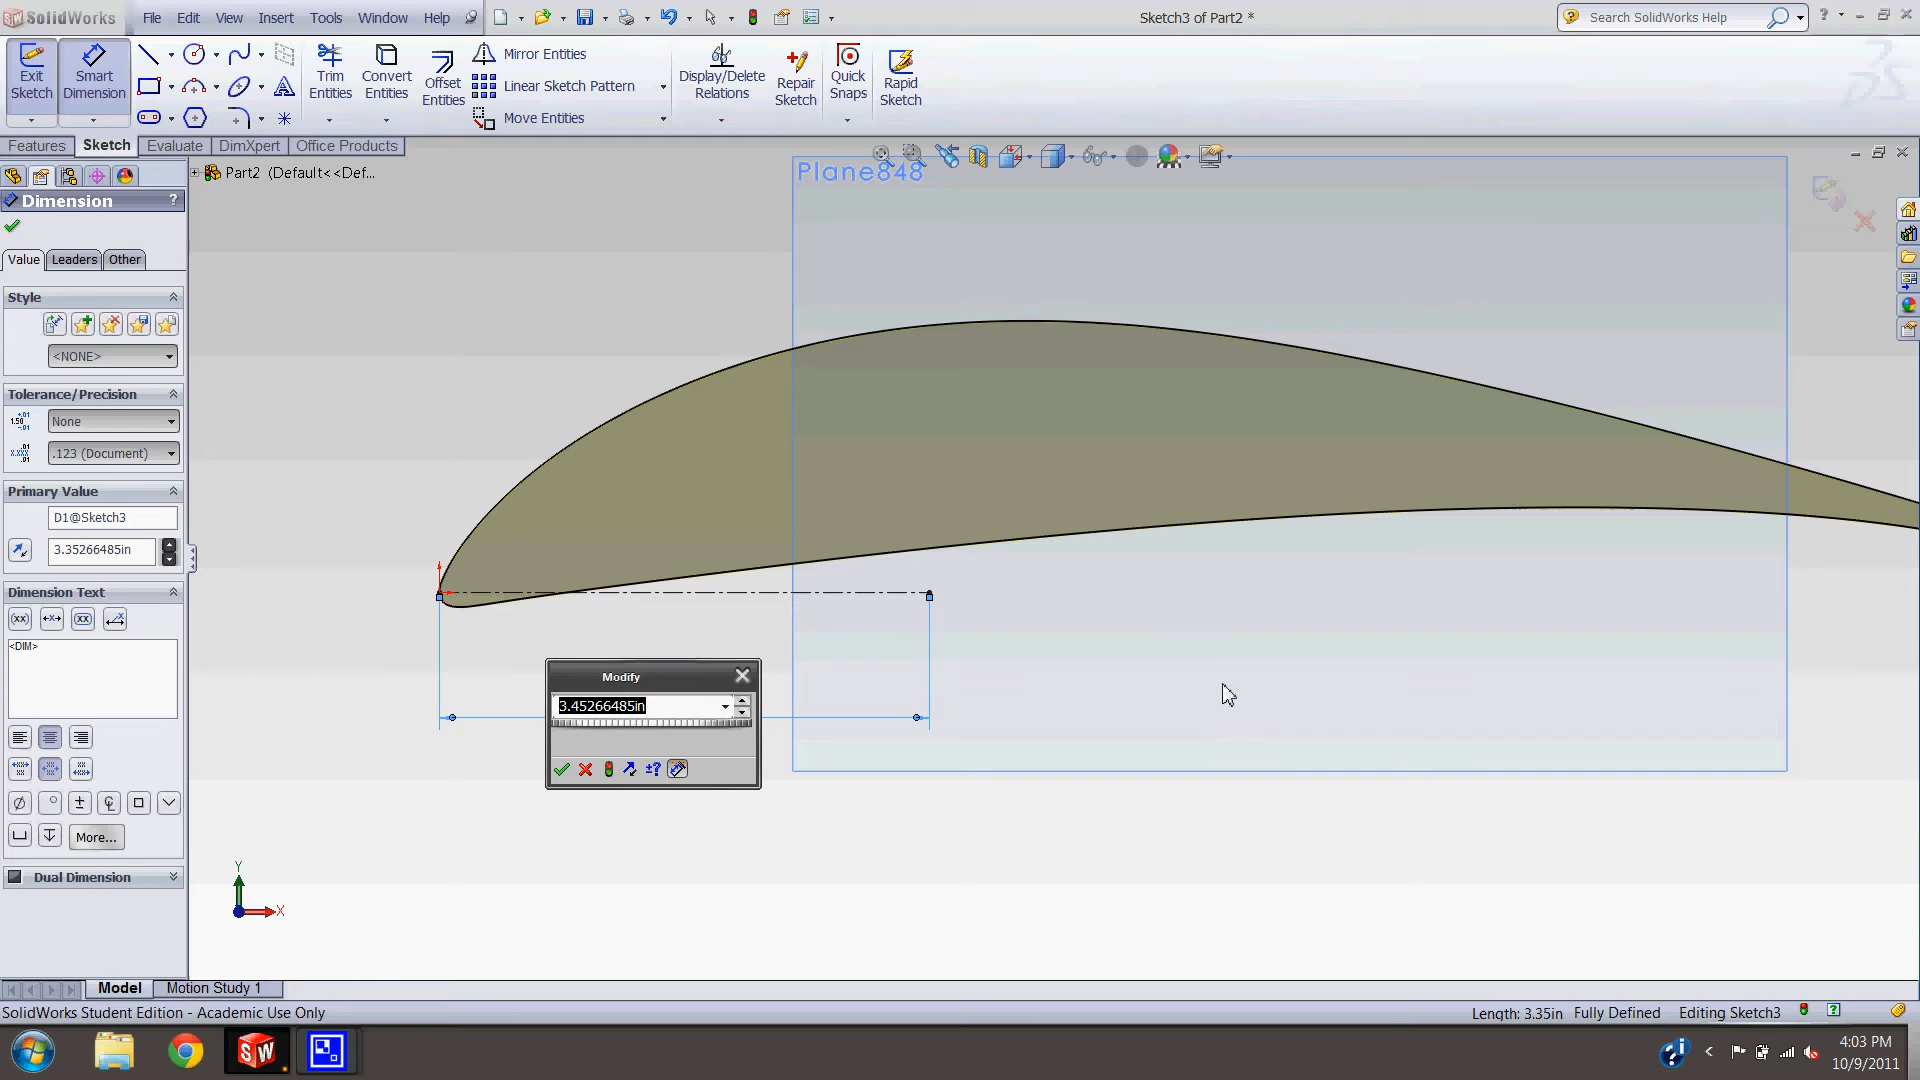 SolidWorks File Edit View Insert Tools Window Help Sketch3 of Part2 * Search SolidWorks Help
Exit Sketch
Smart Dimension
Trim Entities
Convert Entities
Offset Entities
Mirror Entities
Linear Sketch Pattern
Move Entities
Display/Delete Relations
Repair Sketch
Quick Snaps
Rapid Sketch
Features Sketch Evaluate DimXpert Office Products
Part2 (Default<<Def...
Plane848
Dimension ?
Value Leaders Other
Style
<NONE>
Tolerance/Precision
None
.123 (Document)
Primary Value
D1@Sketch3
3.35266485in
Dimension Text
<DIM>
More...
Dual Dimension
Modify
3.45266485in
Y
X
Model Motion Study 1
SolidWorks Student Edition - Academic Use Only Length: 3.35in Fully Defined Editing Sketch3
4:03 PM
10/9/2011